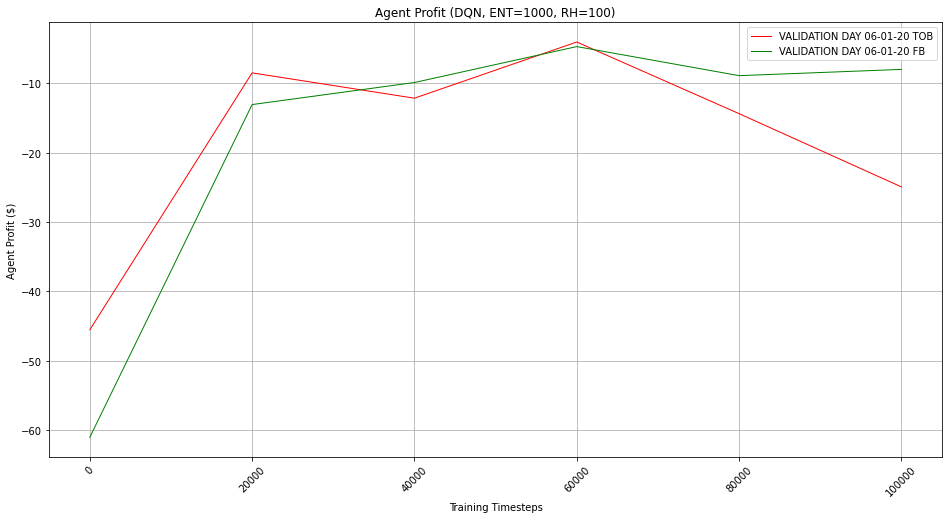 Agent Profit (DQN, ENT=1000, RH=100)
VALIDATION DAY 06-01-20 TOB
VALIDATION DAY 06-01-20 FB
Agent Profit ($)
−10
−20
−30
−40
−50
−60
0
20000
40000
60000
80000
100000
Training Timesteps